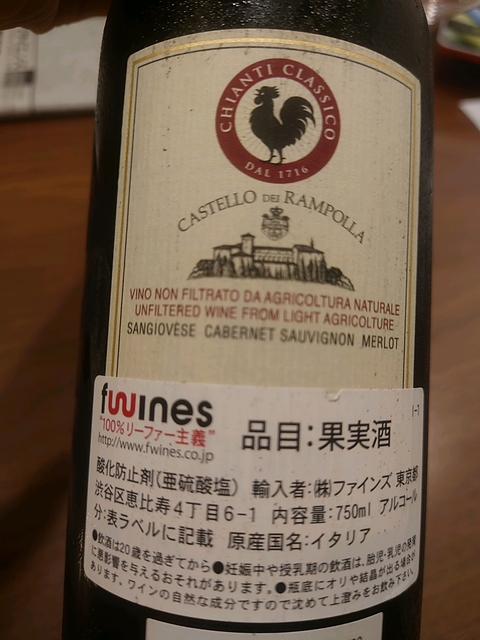 CHIANTI CLASSICO
DAL 1716
CASTELLO DEI RAMPOLLA
VINO NON FILTRATO DA AGRICOLTURA NATURALE
UNFILTERED WINE FROM LIGHT AGRICOLTURE
SANGIOVESE CABERNET SAUVIGNON MERLOT
fwines
"100%リーファー主義"
http://www.fwines.co.jp
品目:果実酒
酸化防止剤(亜硫酸塩) 輸入者:㈱ファインズ 東京都
渋谷区恵比寿4丁目6-1 内容量:750ml アルコール
分:表ラベルに記載 原産国名:イタリア
●飲酒は20歳を過ぎてから●妊娠中や授乳期の飲酒は、胎児・乳児の発育
に悪影響を与えるおそれがあります。●瓶底にオリや結晶が出る場合が
あります。ワインの自然な成分ですので沈めて上澄みをお飲み下さい。